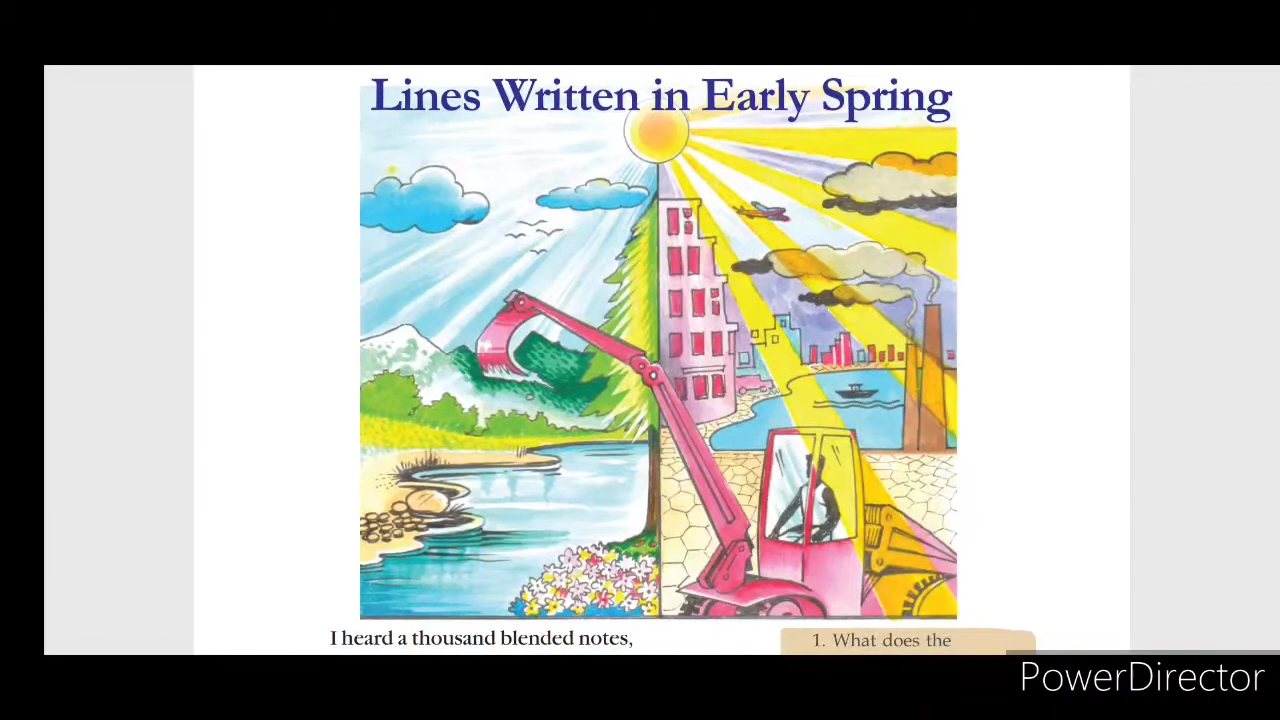 Lines Written in Early Spring
I heard a thousand blended notes,
1. What does the
PowerDirector